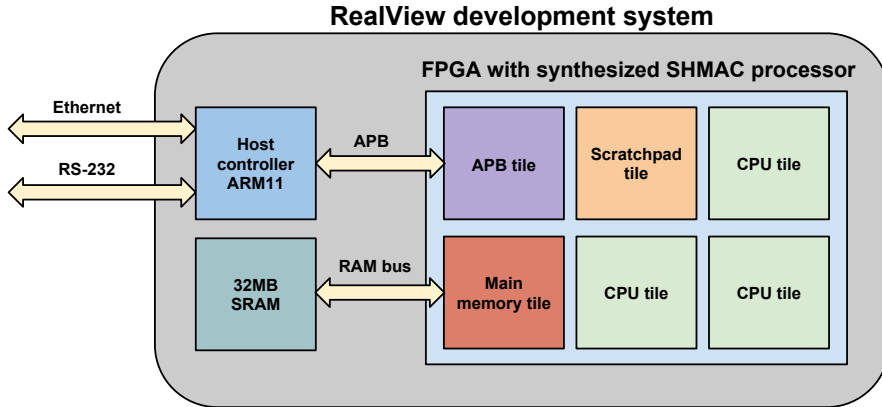 RealView development system
FPGA with synthesized SHMAC processor
Ethernet
RS-232
Host
controller
ARM11
APB
APB tile
Scratchpad
tile
CPU tile
32MB
SRAM
RAM bus
Main
memory tile
CPU tile
CPU tile